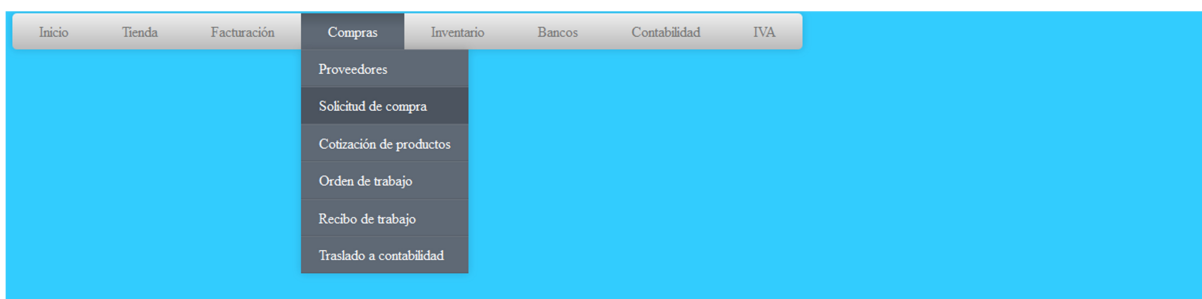 Inicio Tienda Facturación Compras Inventario Bancos Contabilidad IVA
Proveedores
Solicitud de compra
Cotización de productos
Orden de trabajo
Recibo de trabajo
Traslado a contabilidad